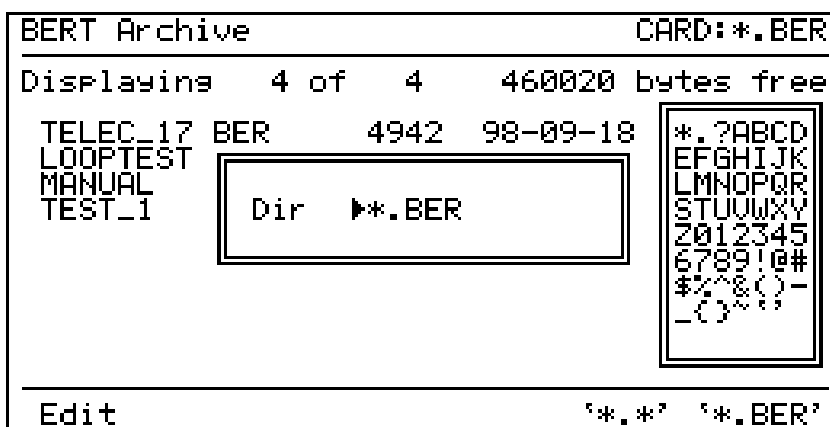 BERT Archive CARD:*.BER
Displaying 4 of 4 460020 bytes free
TELEC_17 BER 4942 98-09-18
LOOPTEST
MANUAL
TEST_1
Dir ▶*.BER
*.?ABCD
EFGHIJK
LMNOPQR
STUVWXY
Z012345
6789!@#
$%^&()-
_{}~`'
Edit '*.*' '*.BER'